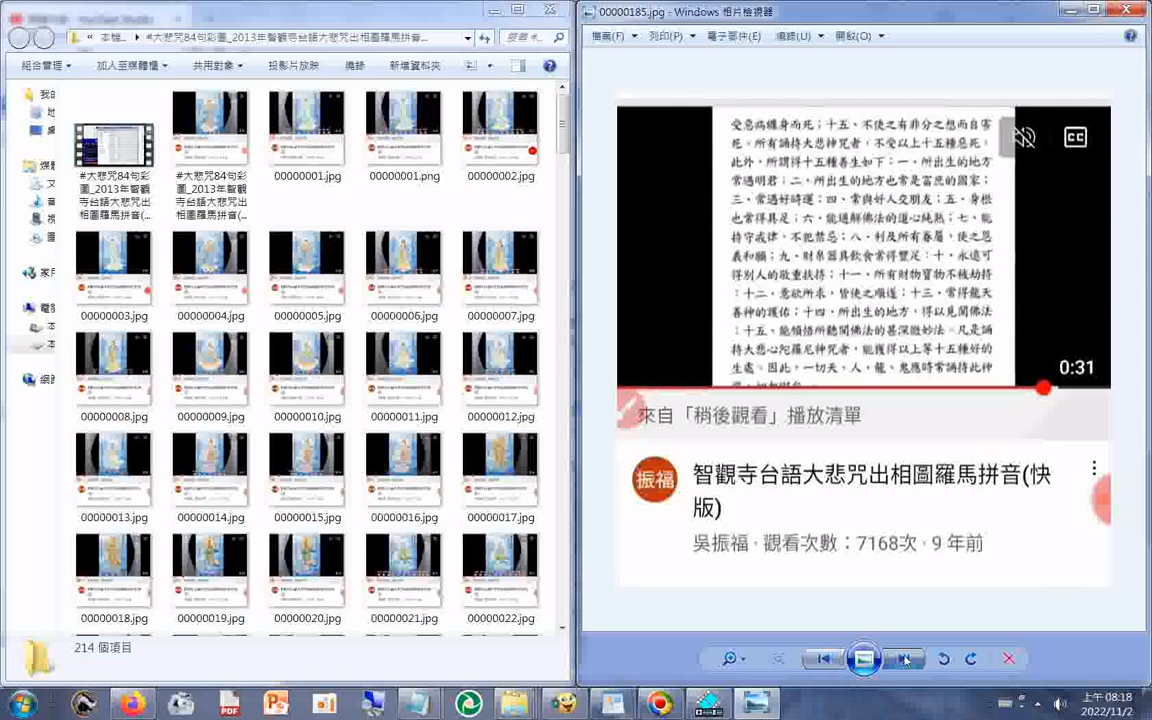 本機...
#大悲咒84句彩圖_2013年智觀寺台語大悲咒出相圖羅馬拼音...
組合管理
加入至媒體櫃
共用對象
投影片放映
燒錄
新增資料夾
#大悲咒84句彩圖_2013年智觀寺台語大悲咒出相圖羅馬拼音(...
#大悲咒84句彩圖_2013年智觀寺台語大悲咒出相圖羅馬拼音(...
00000001.jpg
00000001.png
00000002.jpg
00000003.jpg
00000004.jpg
00000005.jpg
00000006.jpg
00000007.jpg
00000008.jpg
00000009.jpg
00000010.jpg
00000011.jpg
00000012.jpg
00000013.jpg
00000014.jpg
00000015.jpg
00000016.jpg
00000017.jpg
00000018.jpg
00000019.jpg
00000020.jpg
00000021.jpg
00000022.jpg
214 個項目
00000185.jpg - Windows 相片檢視器
檔案(F)
列印(P)
電子郵件(E)
燒錄(U)
開啟(O)
受惡病纏身而死；十五、不使之有非分之想而自害
死。所有誦持大悲神咒者，不受以上十五種惡死。
此外，所謂得十五種善生如下：一、所出生的地方
常遇明君；二、所出生的地方也常是富庶的國家；
三、常遇好時運；四、常與好人交朋友；五、身根
也常得具足；六、能通解佛法的道心純熟；七、能
持守戒律，不犯禁忌；八、利及所有眷屬，使之恩
義和順；九、財帛器具飲食常得豐足；十、永遠可
得別人的敬重扶持；十一、所有財物寶物不被劫持
；十二、意欲所求，皆使之順遂；十三、常得龍天
善神的護佑；十四、所出生的地方，得以見聞佛法
；十五、能領悟所聽聞佛法的甚深微妙法。凡是誦
持大悲心陀羅尼神咒者，能獲得以上等十五種好的
生處。因此，一切天、人、龍、鬼應時常誦持此神
CC
0:31
來自「稍後觀看」播放清單
振福
智觀寺台語大悲咒出相圖羅馬拼音(快
版)
吳振福 · 觀看次數：7168次 · 9 年前
PDF
上午 08:18
2022/11/2